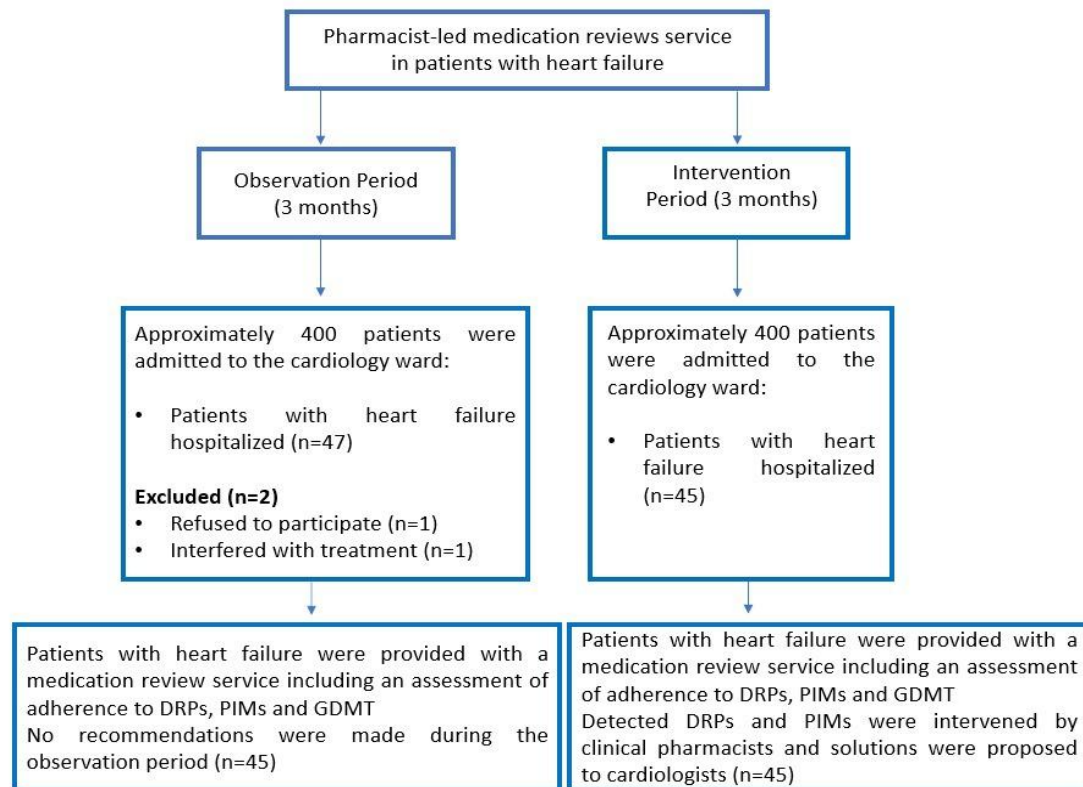 Pharmacist-led medication reviews service
in patients with heart failure
Observation Period
(3 months)
Intervention
Period (3 months)
Approximately 400 patients were
admitted to the cardiology ward:
• Patients with heart failure
hospitalized (n=47)
Excluded (n=2)
• Refused to participate (n=1)
• Interfered with treatment (n=1)
Approximately 400 patients
were admitted to the
cardiology ward:
• Patients with heart
failure hospitalized
(n=45)
Patients with heart failure were provided with a
medication review service including an assessment of
adherence to DRPs, PIMs and GDMT
No recommendations were made during the
observation period (n=45)
Patients with heart failure were provided with a
medication review service including an assessment
of adherence to DRPs, PIMs and GDMT
Detected DRPs and PIMs were intervened by
clinical pharmacists and solutions were proposed
to cardiologists (n=45)